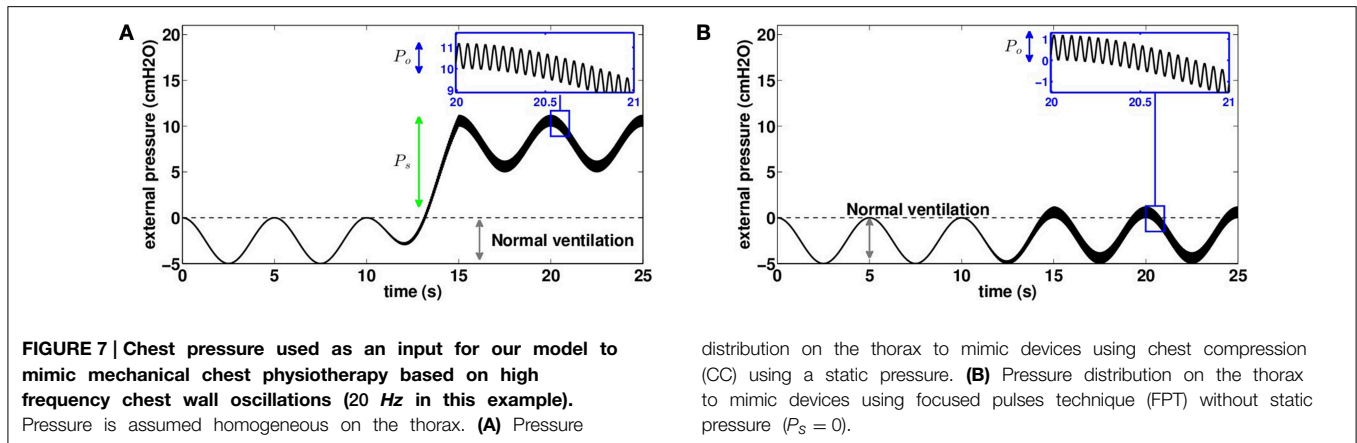 A
20
15
10
5
0
−5
external pressure (cmH2O)
0 5 10 15 20 25
time (s)
Pₒ
11
10
9
20 20.5 21
Pₛ
Normal ventilation
B
20
15
10
5
0
−5
external pressure (cmH2O)
0 5 10 15 20 25
time (s)
Pₒ
1
0
−1
20 20.5 21
Normal ventilation
FIGURE 7 | Chest pressure used as an input for our model to
mimic mechanical chest physiotherapy based on high
frequency chest wall oscillations (20 Hz in this example).
Pressure is assumed homogeneous on the thorax. (A) Pressure
distribution on the thorax to mimic devices using chest compression
(CC) using a static pressure. (B) Pressure distribution on the thorax
to mimic devices using focused pulses technique (FPT) without static
pressure (P_S = 0).